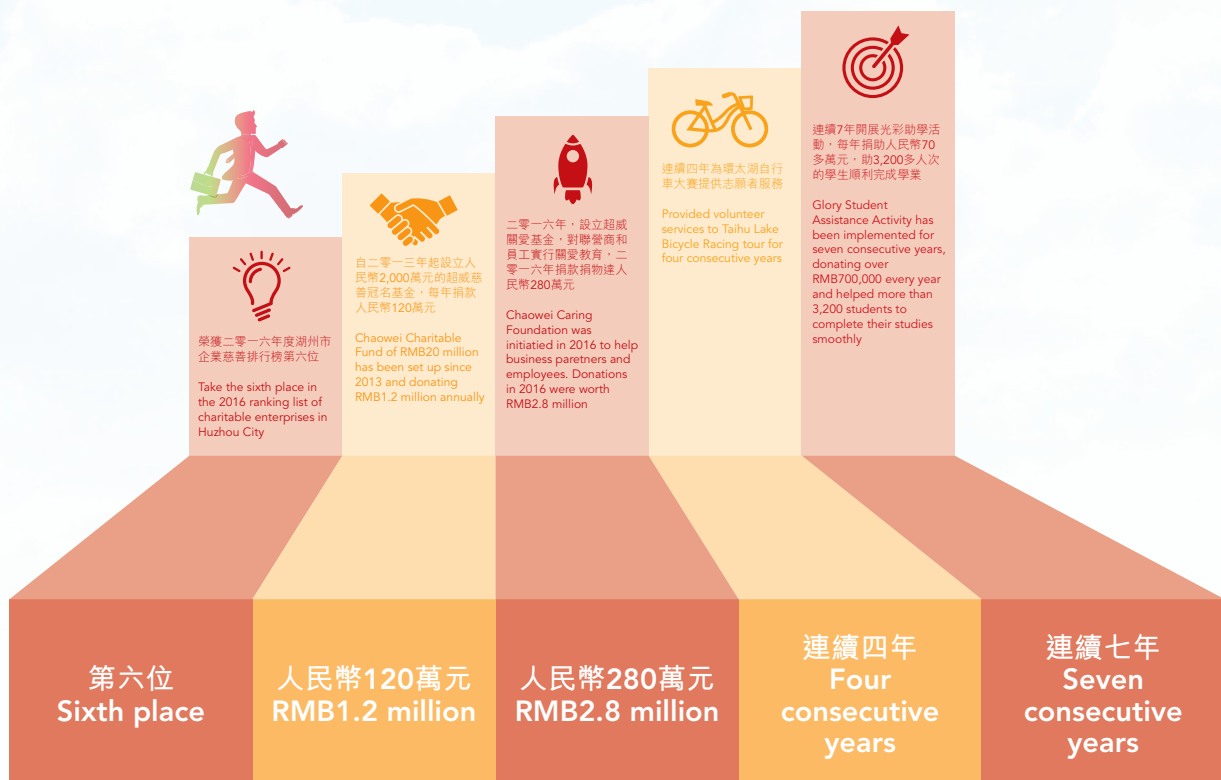 榮獲二零一六年度湖州市
企業慈善排行榜第六位
Take the sixth place in
the 2016 ranking list of
charitable enterprises in
Huzhou City
自二零一三年起設立人
民幣2,000萬元的超威慈
善冠名基金，每年捐款
人民幣120萬元
Chaowei Charitable
Fund of RMB20 million
has been set up since
2013 and donating
RMB1.2 million annually
二零一六年，設立超威
關愛基金，對聯營商和
員工實行關愛教育，二
零一六年捐款捐物達人
民幣280萬元
Chaowei Caring
Foundation was
initiatied in 2016 to help
business paretners and
employees. Donations
in 2016 were worth
RMB2.8 million
連續四年為環太湖自行
車大賽提供志願者服務
Provided volunteer
services to Taihu Lake
Bicycle Racing tour for
four consecutive years
連續7年開展光彩助學活
動，每年捐助人民幣70
多萬元，助3,200多人次
的學生順利完成學業
Glory Student
Assistance Activity has
been implemented for
seven consecutive years,
donating over
RMB700,000 every year
and helped more than
3,200 students to
complete their studies
smoothly
第六位
Sixth place
人民幣120萬元
RMB1.2 million
人民幣280萬元
RMB2.8 million
連續四年
Four
consecutive
years
連續七年
Seven
consecutive
years